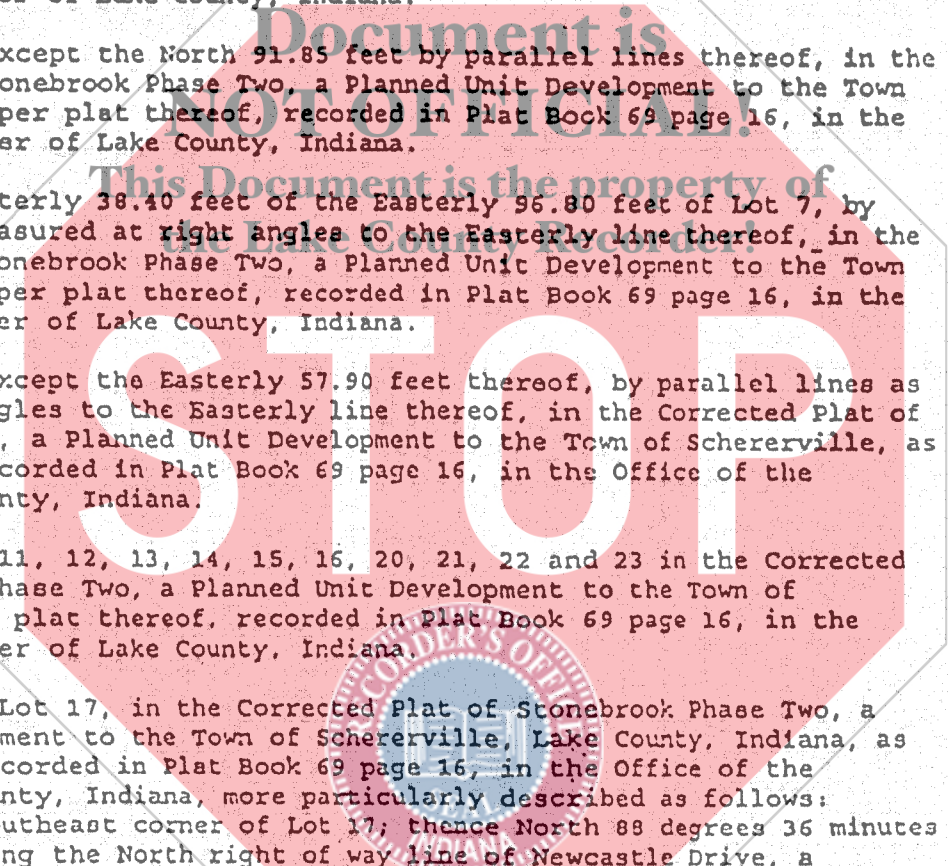 er of Lake County, Indiana.
Document is
xcept the North 91.85 feet by parallel lines thereof, in the
onebrook Phase Two, a Planned Unit Development to the Town
NOT OFFICIAL!
per plat thereof, recorded in Plat Book 69 page 16, in the
er of Lake County, Indiana.
This Document is the property of
terly 38.40 feet of the Easterly 96.80 feet of Lot 7, by
the Lake County Recorder!
asured at right angles to the Easterly line thereof, in the
onebrook Phase Two, a Planned Unit Development to the Town
per plat thereof, recorded in Plat Book 69 page 16, in the
er of Lake County, Indiana.
STOP
xcept the Easterly 57.90 feet thereof, by parallel lines as
gles to the Easterly line thereof, in the Corrected Plat of
, a Planned Unit Development to the Town of Schererville, as
corded in Plat Book 69 page 16, in the Office of the
nty, Indiana.
11, 12, 13, 14, 15, 16, 20, 21, 22 and 23 in the Corrected
hase Two, a Planned Unit Development to the Town of
plat thereof, recorded in Plat Book 69 page 16, in the
er of Lake County, Indiana.
RECORDER'S OFFICE
Lot 17, in the Corrected Plat of Stonebrook Phase Two, a
ment to the Town of Schererville, Lake County, Indiana, as
corded in Plat Book 69 page 16, in the Office of the
nty, Indiana, more particularly described as follows:
SEAL
utheast corner of Lot 17; thence North 88 degrees 36 minutes
INDIANA
ng the North right of way line of Newcastle Drive, a